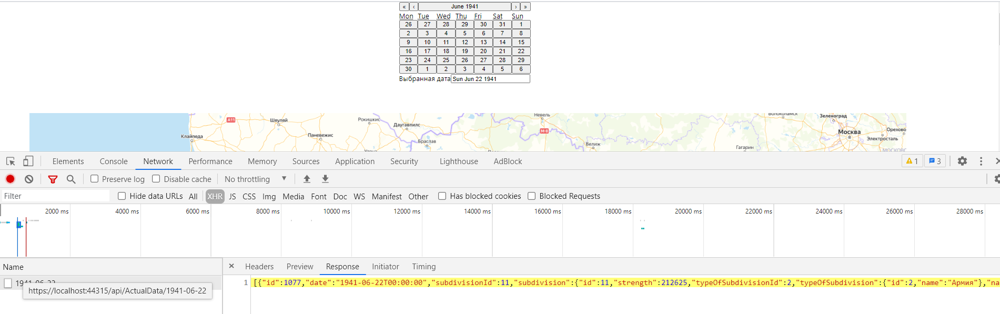 « ‹ June 1941 › »
Mon Tue Wed Thu Fri Sat Sun
26 27 28 29 30 31 1
2 3 4 5 6 7 8
9 10 11 12 13 14 15
16 17 18 19 20 21 22
23 24 25 26 27 28 29
30 1 2 3 4 5 6
Выбранная дата Sun Jun 22 1941
A11
Шяуляй
Рокишкис
Невель
Волоколамск
Зеленоград
Клайпеда
Паневежис
Даугавпилс
М-8
Москва
Орехово
Браслав
Велиж
Гагарин
Электросталь
Утена
МОСКОВС
Elements Console Network Performance Memory Sources Application Security Lighthouse AdBlock 1 3
Preserve log Disable cache No throttling
Filter Hide data URLs All XHR JS CSS Img Media Font Doc WS Manifest Other Has blocked cookies Blocked Requests
2000 ms 4000 ms 6000 ms 8000 ms 10000 ms 12000 ms 14000 ms 16000 ms 18000 ms 20000 ms 22000 ms 24000 ms 26000 ms 28000 ms
Name × Headers Preview Response Initiator Timing
1941-06-22
https://localhost:44315/api/ActualData/1941-06-22
1 [{"id":1077,"date":"1941-06-22T00:00:00","subdivisionId":11,"subdivision":{"id":11,"strength":212625,"typeOfSubdivisionId":2,"typeOfSubdivision":{"id":2,"name":"Армия"},"na